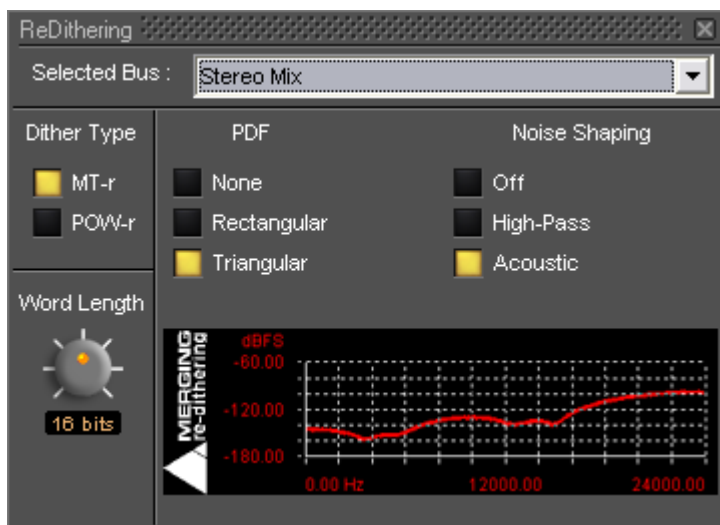 ReDithering
Selected Bus : Stereo Mix
Dither Type
MT-r
POW-r
PDF
None
Rectangular
Triangular
Noise Shaping
Off
High-Pass
Acoustic
Word Length
16 bits
MERGING
re-dithering
dBFS
-60.00
-120.00
-180.00
0.00 Hz
12000.00
24000.00